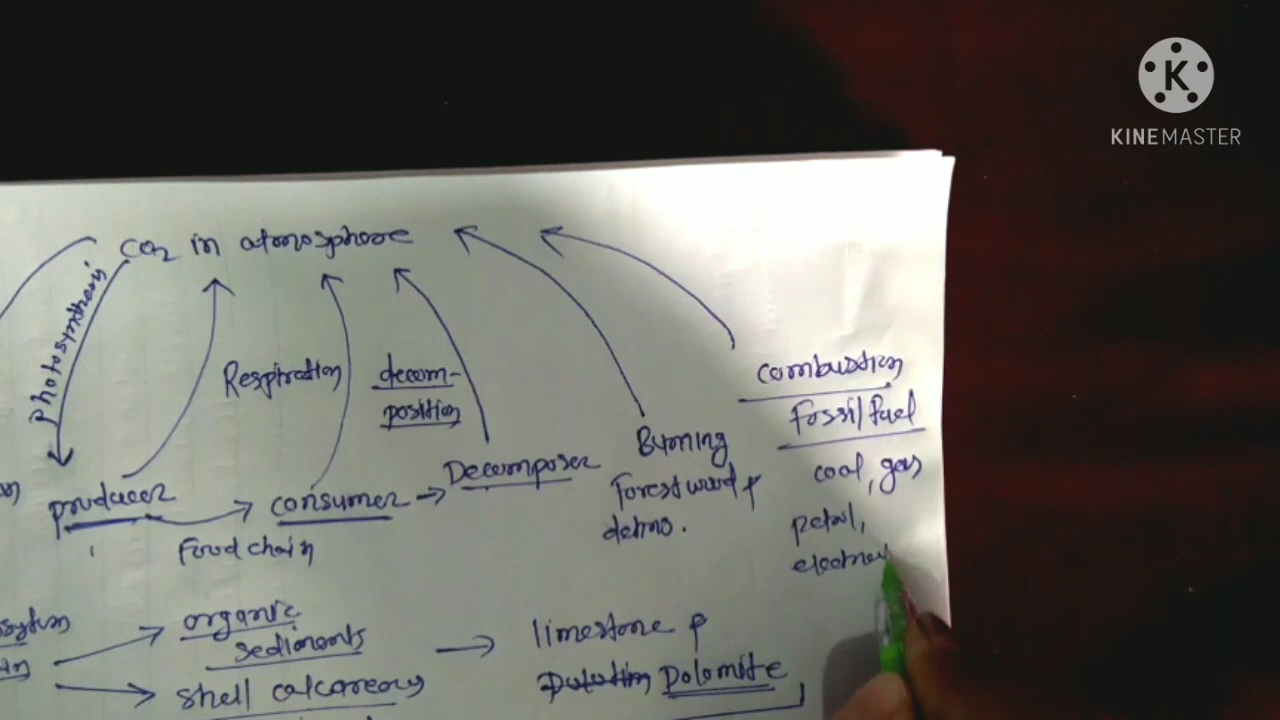 K
KINEMASTER
CO2 in atmosphere
Photosynthesis
Respiration
decom-
position
combustion
Fossil fuel
coal, gas
petrol,
Burning
Forest wood &
debris.
Decomposer
producer
consumer
Food chain
organic
sediments
limestone &
Dolomite
shell calcareous